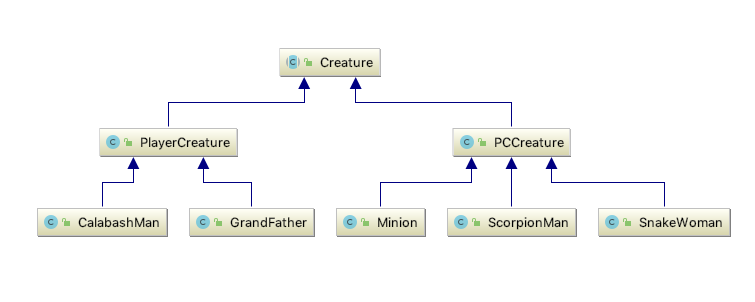 C Creature
C PlayerCreature
C PCCreature
C CalabashMan
C GrandFather
C Minion
C ScorpionMan
C SnakeWoman